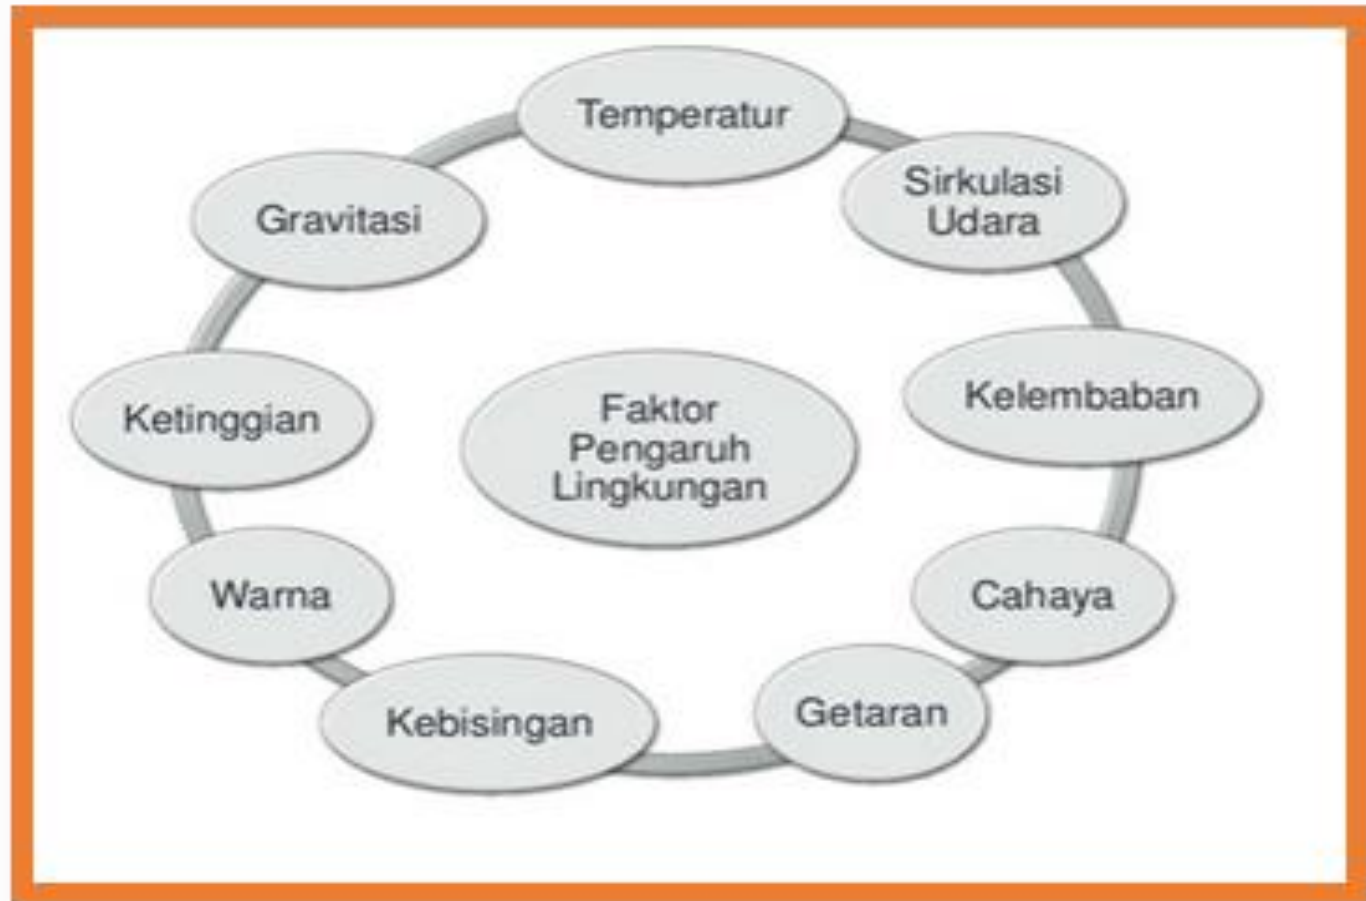 Temperatur
Sirkulasi
Udara
Kelembaban
Cahaya
Getaran
Kebisingan
Warna
Ketinggian
Gravitasi
Faktor
Pengaruh
Lingkungan